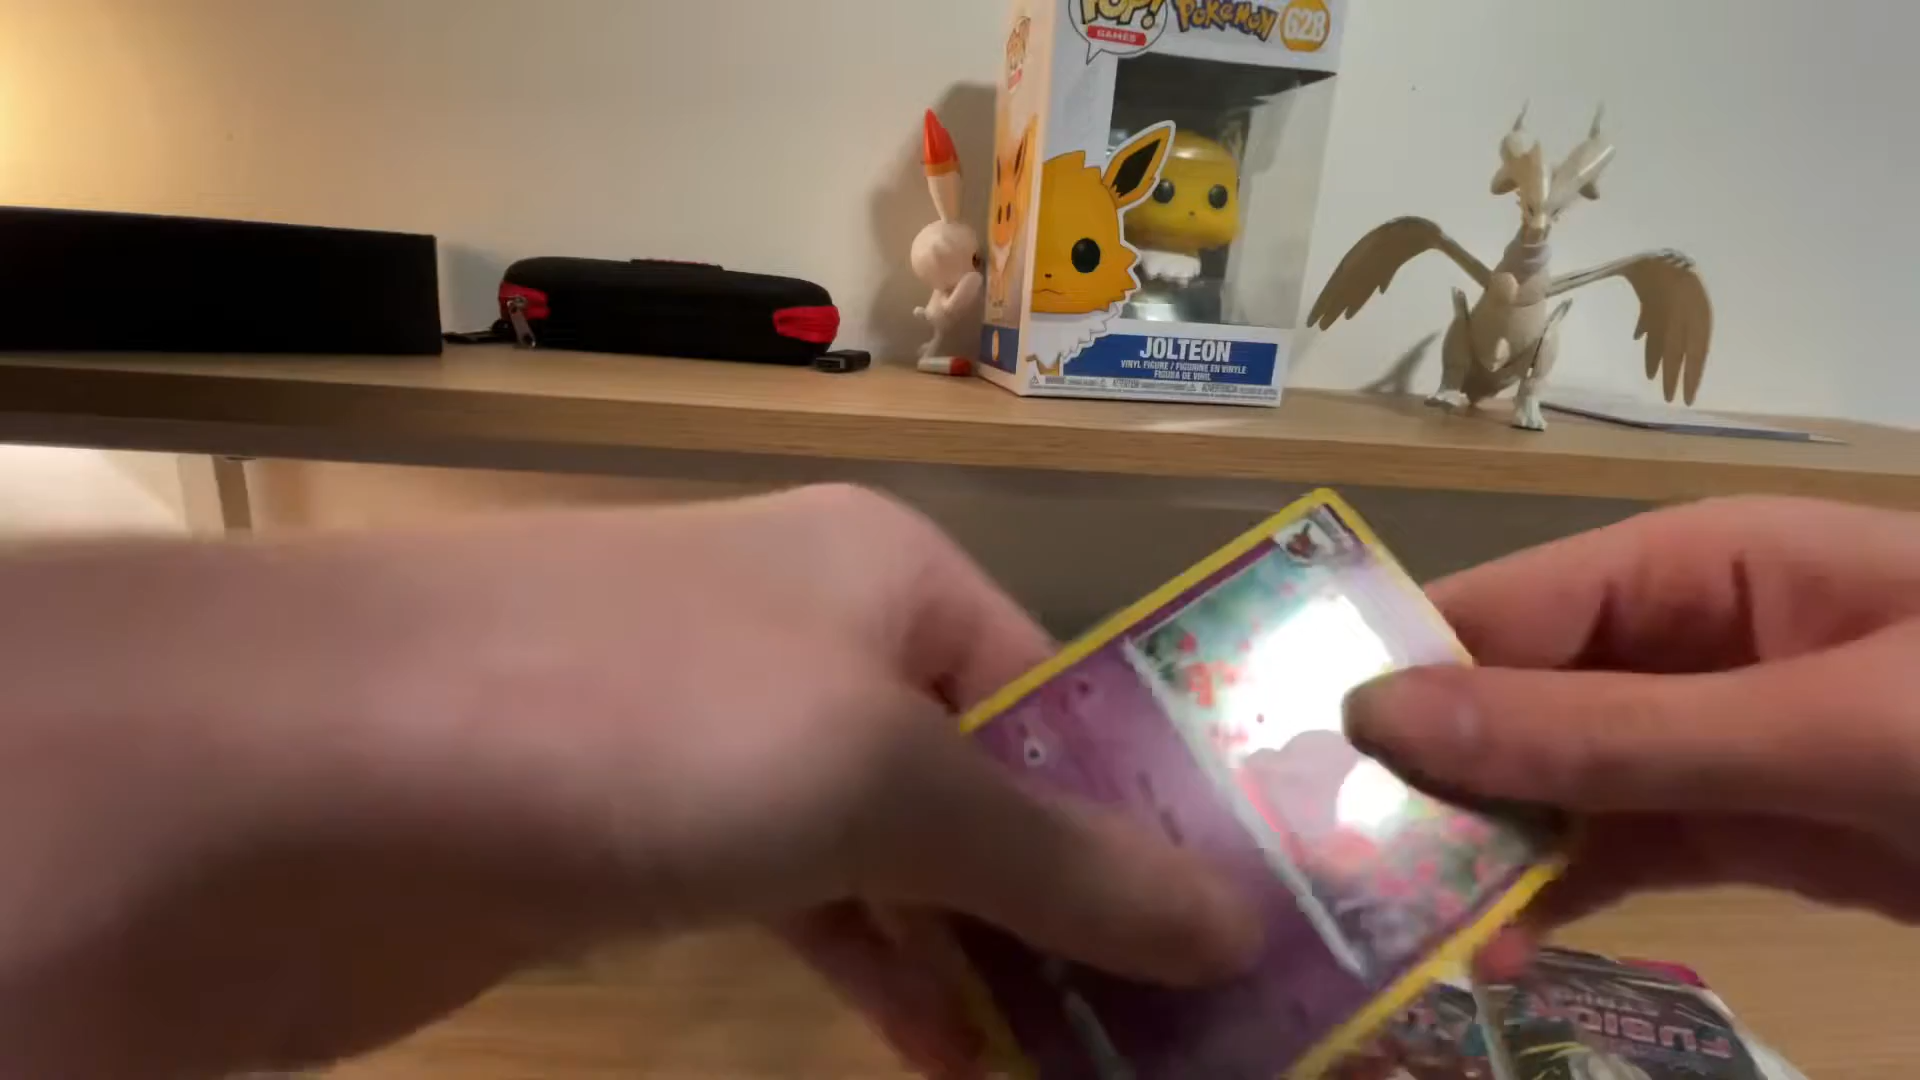 POP!
GAMES
POKéMON
628
JOLTEON
VINYL FIGURE / FIGURINE EN VINYLE
FIGURA DE VINIL
FUSION